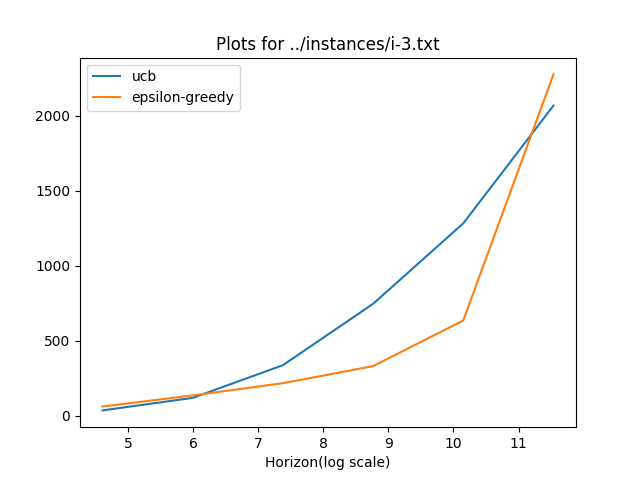 Plots for ../instances/i-3.txt
ucb
epsilon-greedy
2000
1500
1000
500
0
5 6 7 8 9 10 11
Horizon(log scale)